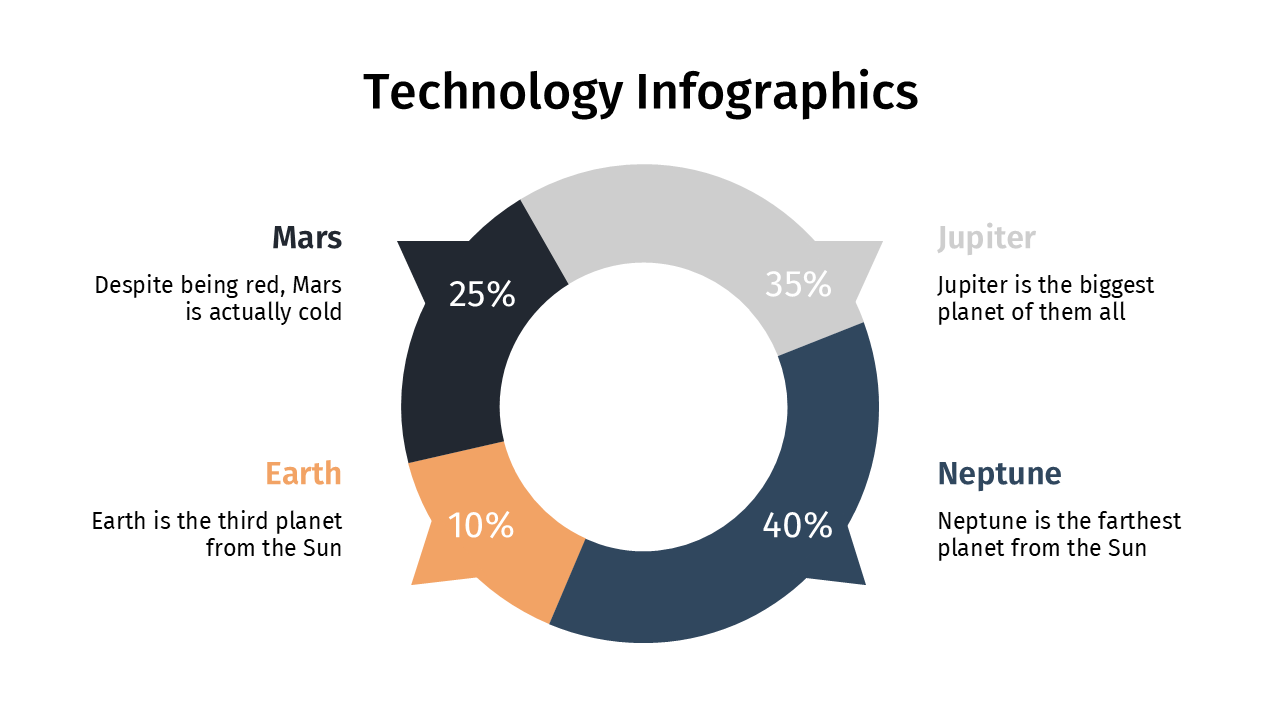 Technology Infographics
Mars
Despite being red, Mars
is actually cold
25%
35%
Jupiter
Jupiter is the biggest
planet of them all
Earth
Earth is the third planet
from the Sun
10%
40%
Neptune
Neptune is the farthest
planet from the Sun